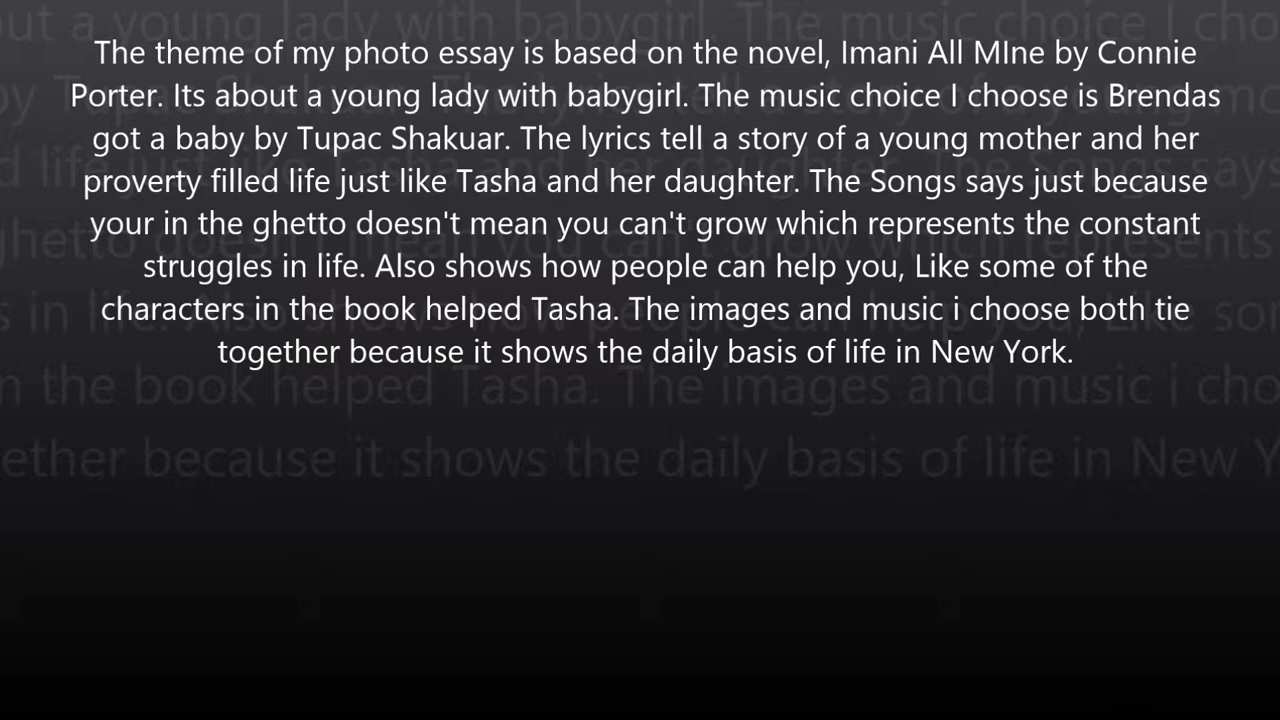 The theme of my photo essay is based on the novel, Imani All MIne by Connie
Porter. Its about a young lady with babygirl. The music choice I choose is Brendas
got a baby by Tupac Shakuar. The lyrics tell a story of a young mother and her
proverty filled life just like Tasha and her daughter. The Songs says just because
your in the ghetto doesn't mean you can't grow which represents the constant
struggles in life. Also shows how people can help you, Like some of the
characters in the book helped Tasha. The images and music i choose both tie
together because it shows the daily basis of life in New York.